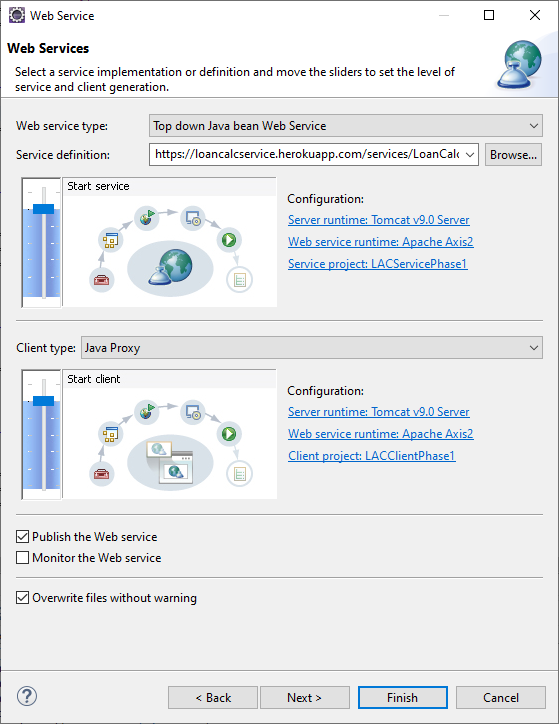 Web Service
Web Services
Select a service implementation or definition and move the sliders to set the level of
service and client generation.
Web service type: Top down Java bean Web Service
Service definition: https://loancalcservice.herokuapp.com/services/LoanCalc Browse...
Start service
Configuration:
Server runtime: Tomcat v9.0 Server
Web service runtime: Apache Axis2
Service project: LACServicePhase1
Client type: Java Proxy
Start client
Configuration:
Server runtime: Tomcat v9.0 Server
Web service runtime: Apache Axis2
Client project: LACClientPhase1
Publish the Web service
Monitor the Web service
Overwrite files without warning
? < Back Next > Finish Cancel